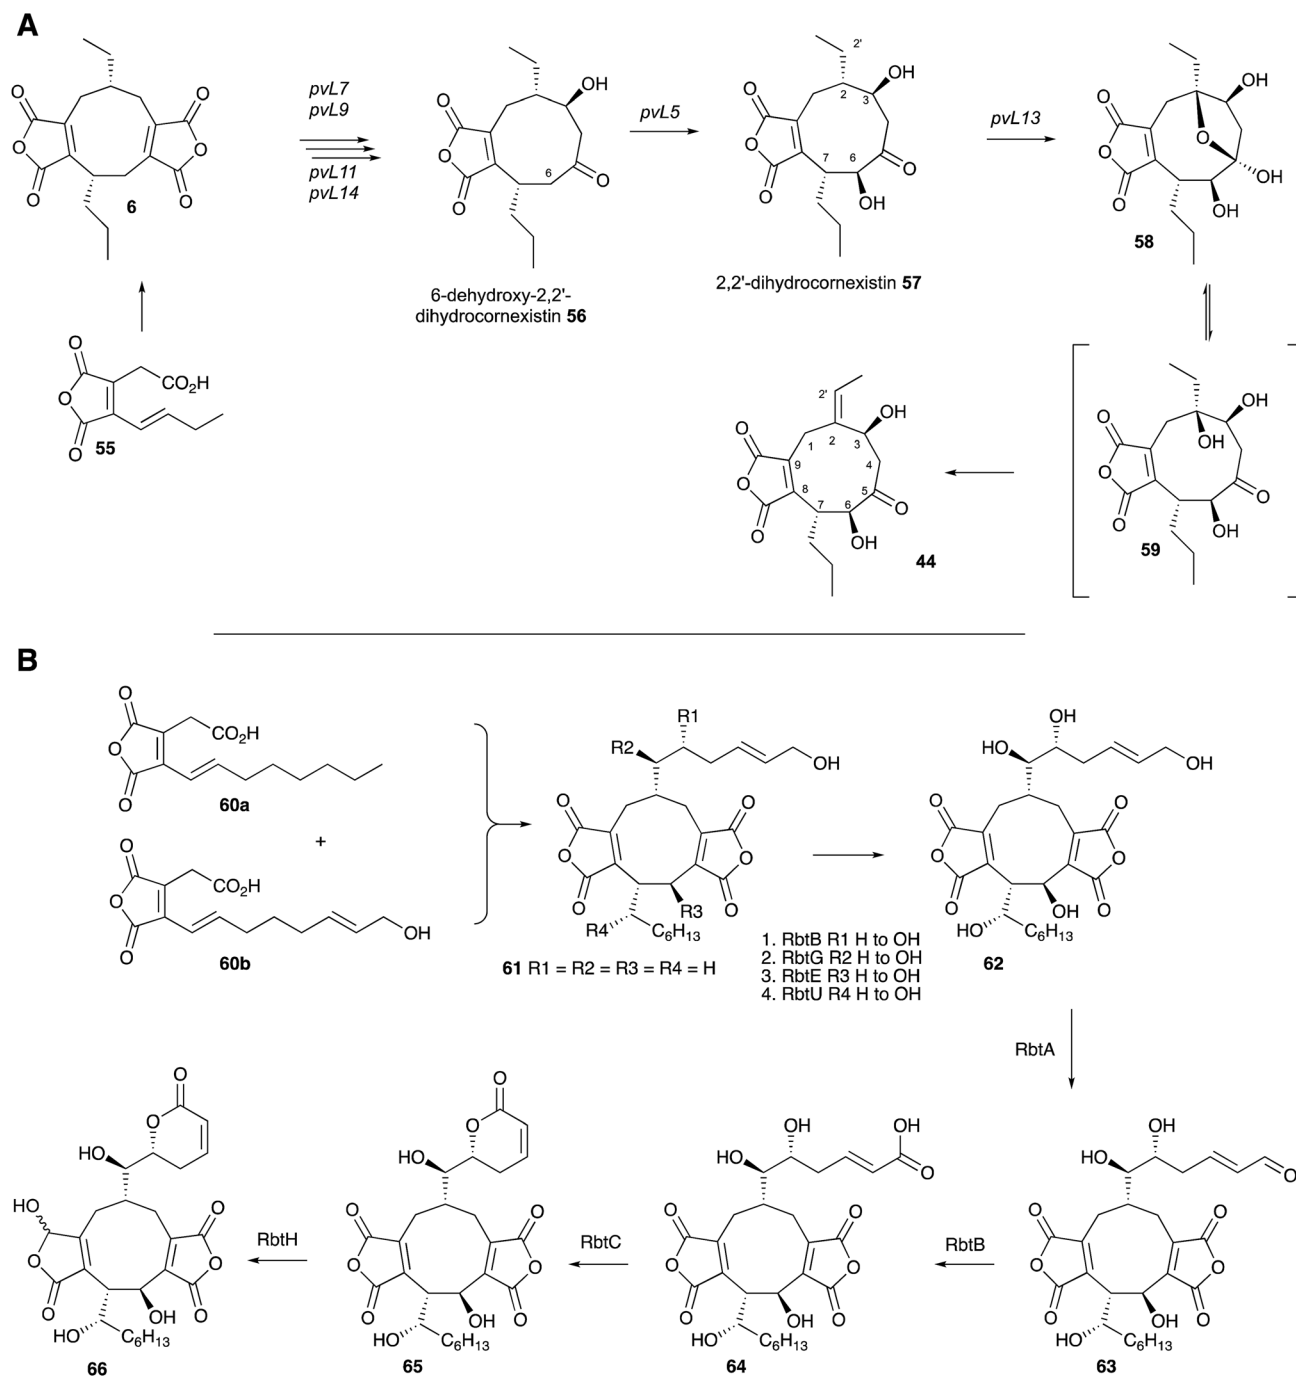 A
pvL7
pvL9
pvL11
pvL14
6
O
O
O
O
O
O
O
O
O
OH
O
6
6-dehydroxy-2,2'-
dihydrocornexistin 56
pvL5
2'
OH
2
3
O
O
O
7
6
O
OH
2,2'-dihydrocornexistin 57
pvL13
OH
O
O
O
O
OH
OH
58
O
O
O
CO2H
55
2'
OH
O
O
O
1
2
3
4
5
6
7
8
9
O
OH
44
OH
OH
O
O
O
O
OH
59
B
O
O
O
CO2H
60a
+
O
O
O
CO2H
OH
60b
R1
R2
OH
O
O
O
O
O
O
R3
R4
C6H13
61 R1 = R2 = R3 = R4 = H
1. RbtB R1 H to OH
2. RbtG R2 H to OH
3. RbtE R3 H to OH
4. RbtU R4 H to OH
OH
HO
OH
O
O
O
O
O
O
OH
HO
C6H13
62
RbtA
O
O
HO
HO
O
O
O
O
O
OH
HO
C6H13
66
RbtH
O
O
HO
O
O
O
O
O
O
OH
HO
C6H13
65
RbtC
OH
OH
HO
O
O
O
O
O
O
O
OH
HO
C6H13
64
RbtB
OH
HO
O
O
O
O
O
O
O
OH
HO
C6H13
63